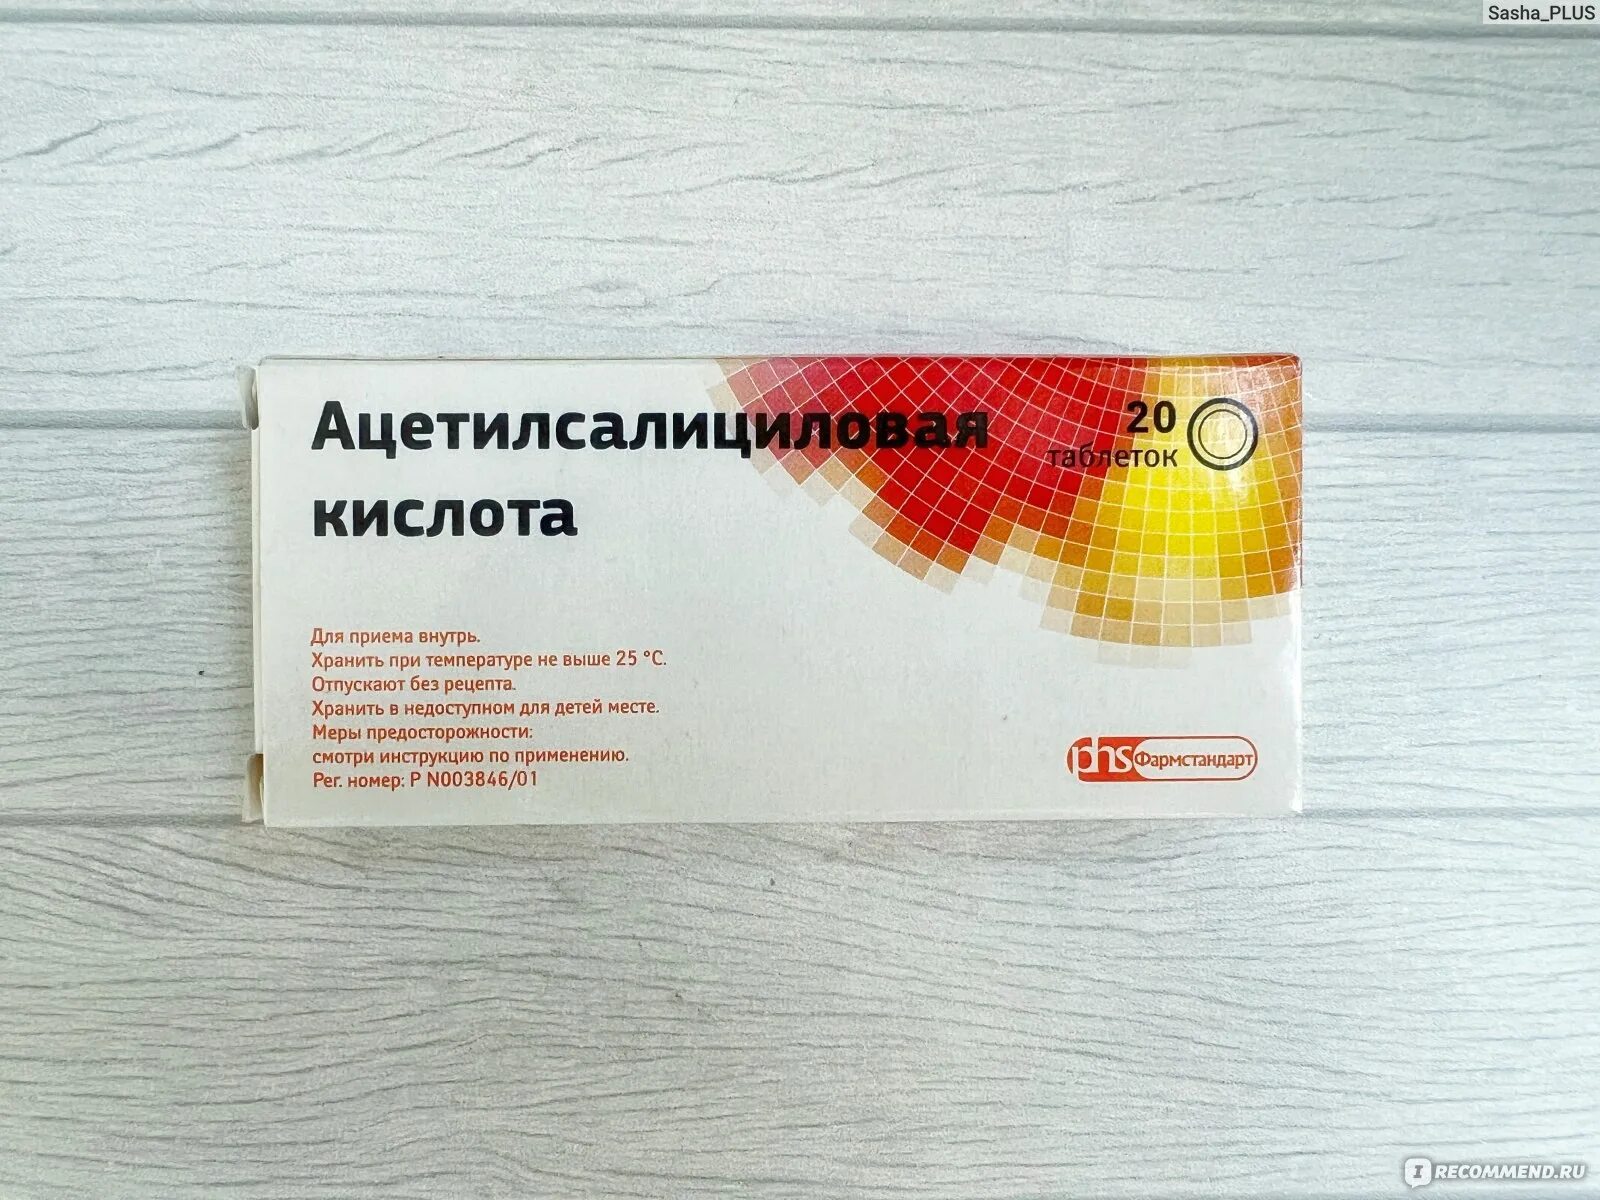 Sasha_PLUS
Ацетилсалициловая
кислота
20
таблеток
Для приема внутрь.
Хранить при температуре не выше 25 °С.
Отпускают без рецепта.
Хранить в недоступном для детей месте.
Меры предосторожности:
смотри инструкцию по применению.
Рег. номер: Р N003846/01
phs Фармстандарт
I RECOMMEND.RU